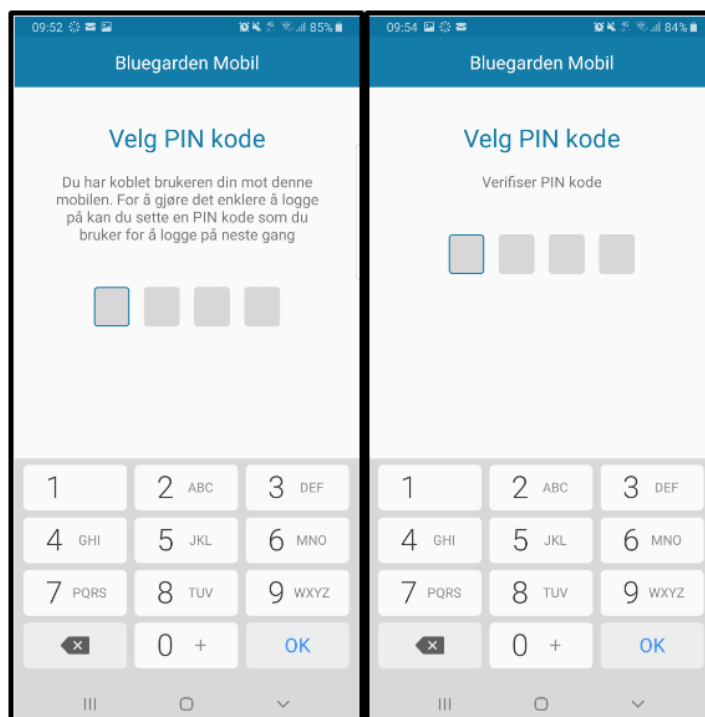 09:52 85%
Bluegarden Mobil
Velg PIN kode
Du har koblet brukeren din mot denne
mobilen. For å gjøre det enklere å logge
på kan du sette en PIN kode som du
bruker for å logge på neste gang
1 2 ABC 3 DEF
4 GHI 5 JKL 6 MNO
7 PQRS 8 TUV 9 WXYZ
0 + OK
09:54 84%
Bluegarden Mobil
Velg PIN kode
Verifiser PIN kode
1 2 ABC 3 DEF
4 GHI 5 JKL 6 MNO
7 PQRS 8 TUV 9 WXYZ
0 + OK